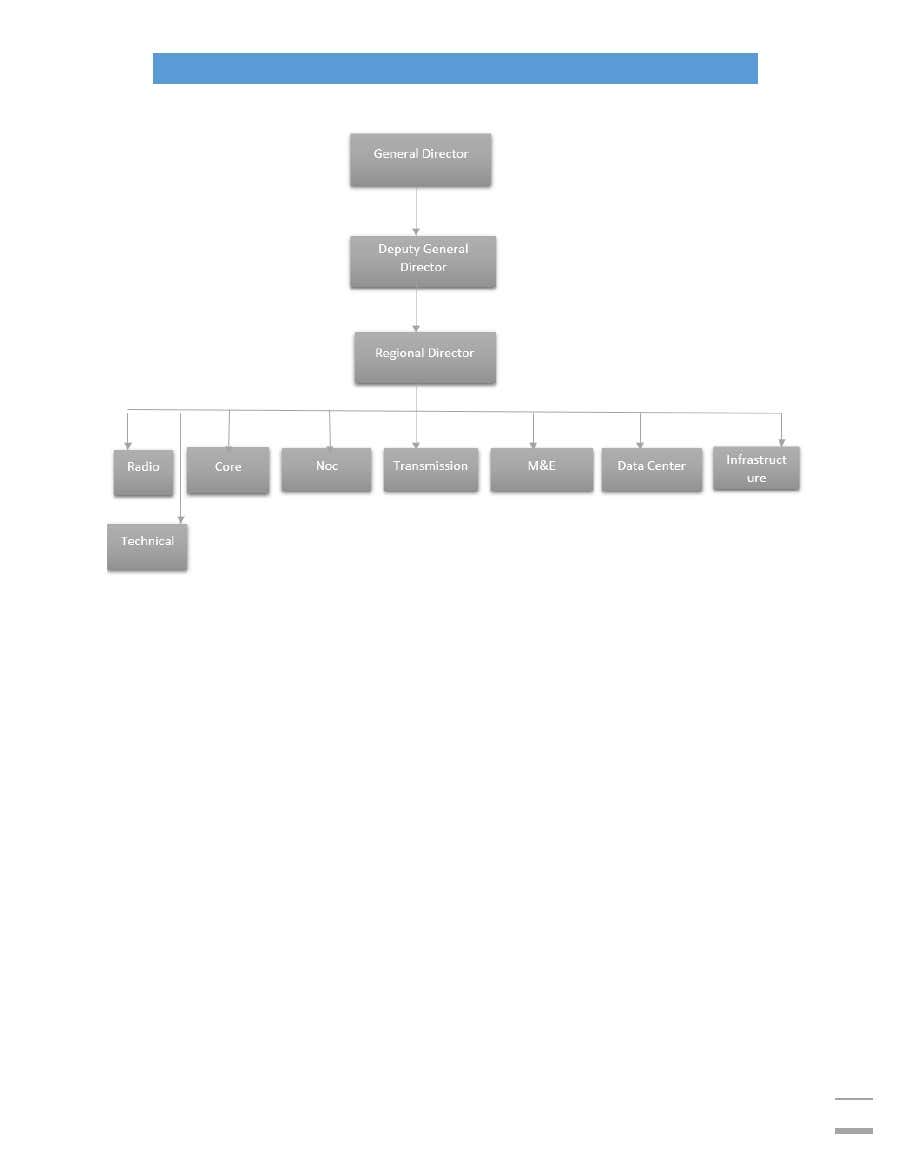 General Director
Deputy General
Director
Regional Director
Radio
Core
Noc
Transmission
M&E
Data Center
Infrastruct
ure
Technical